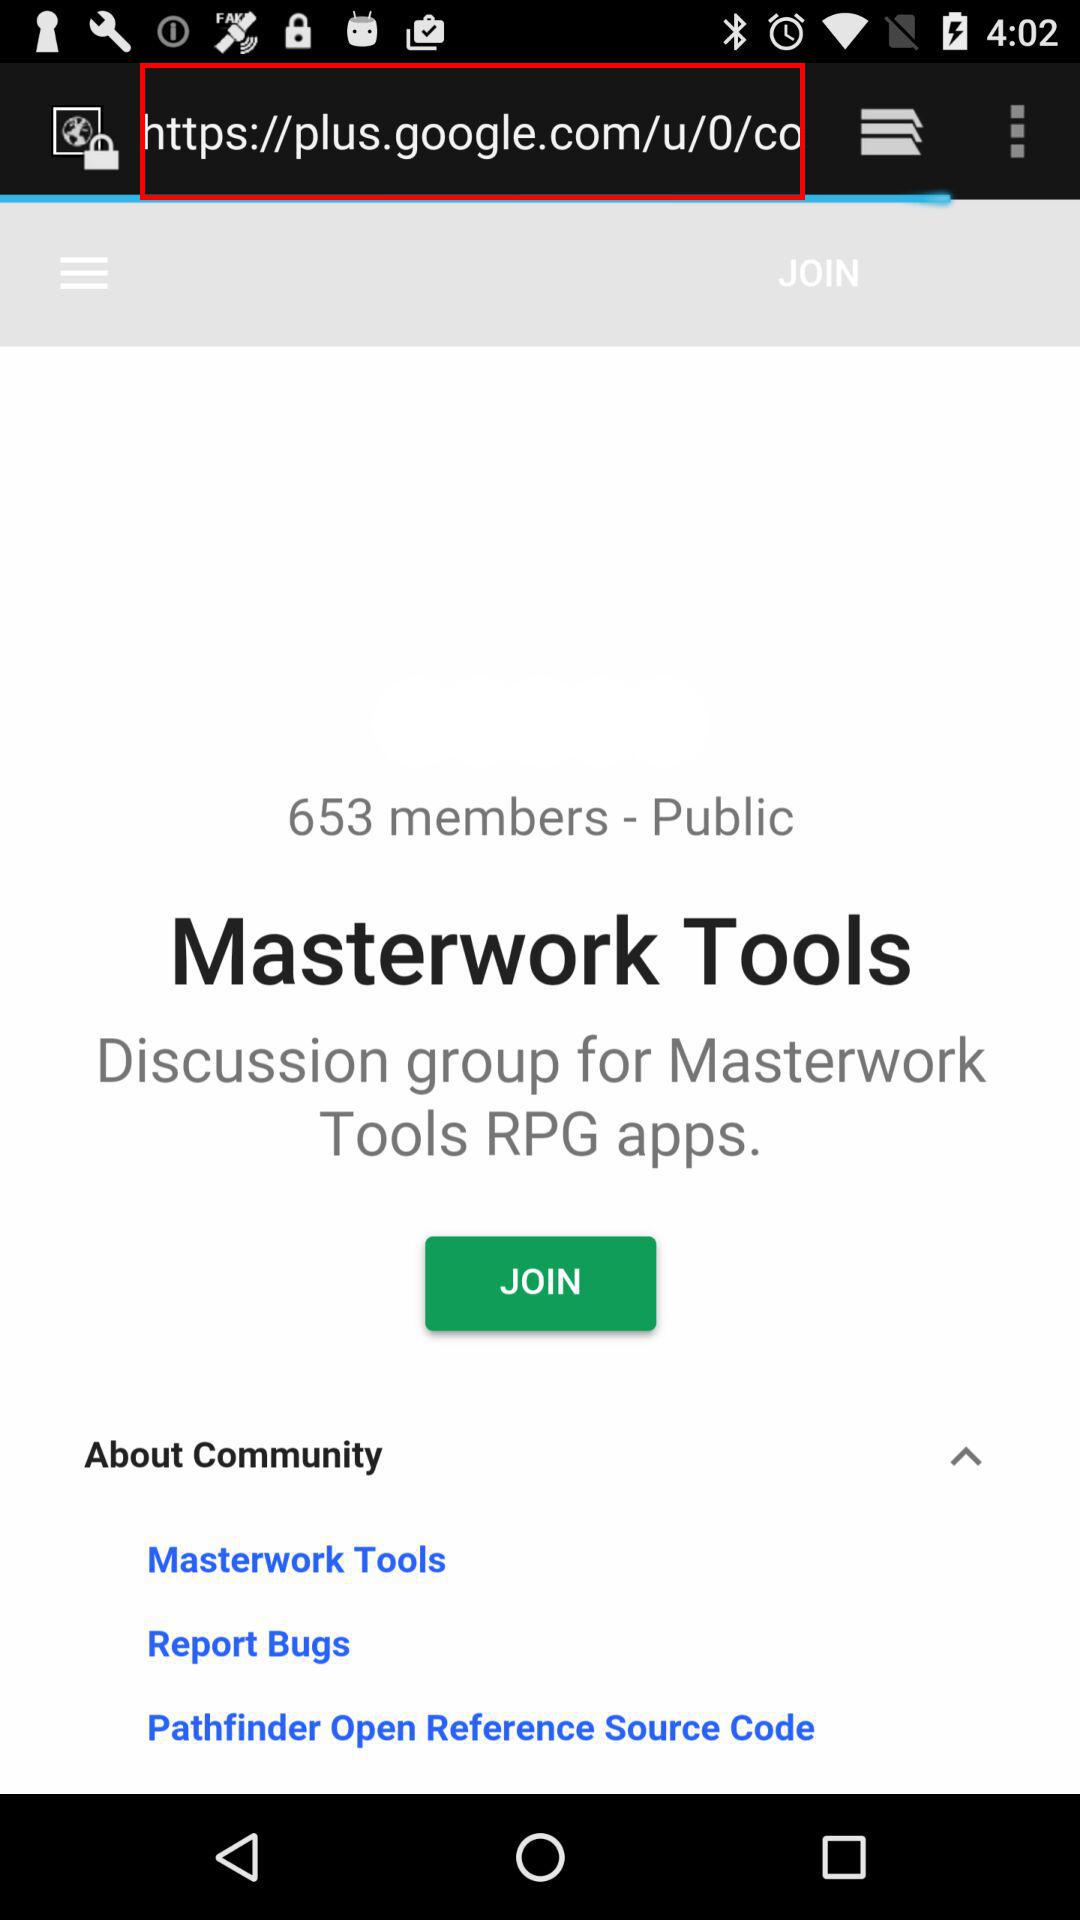 FAKE
4:02
https://plus.google.com/u/0/co
JOIN
653 members - Public
Masterwork Tools
Discussion group for Masterwork
Tools RPG apps.
JOIN
About Community
Masterwork Tools
Report Bugs
Pathfinder Open Reference Source Code